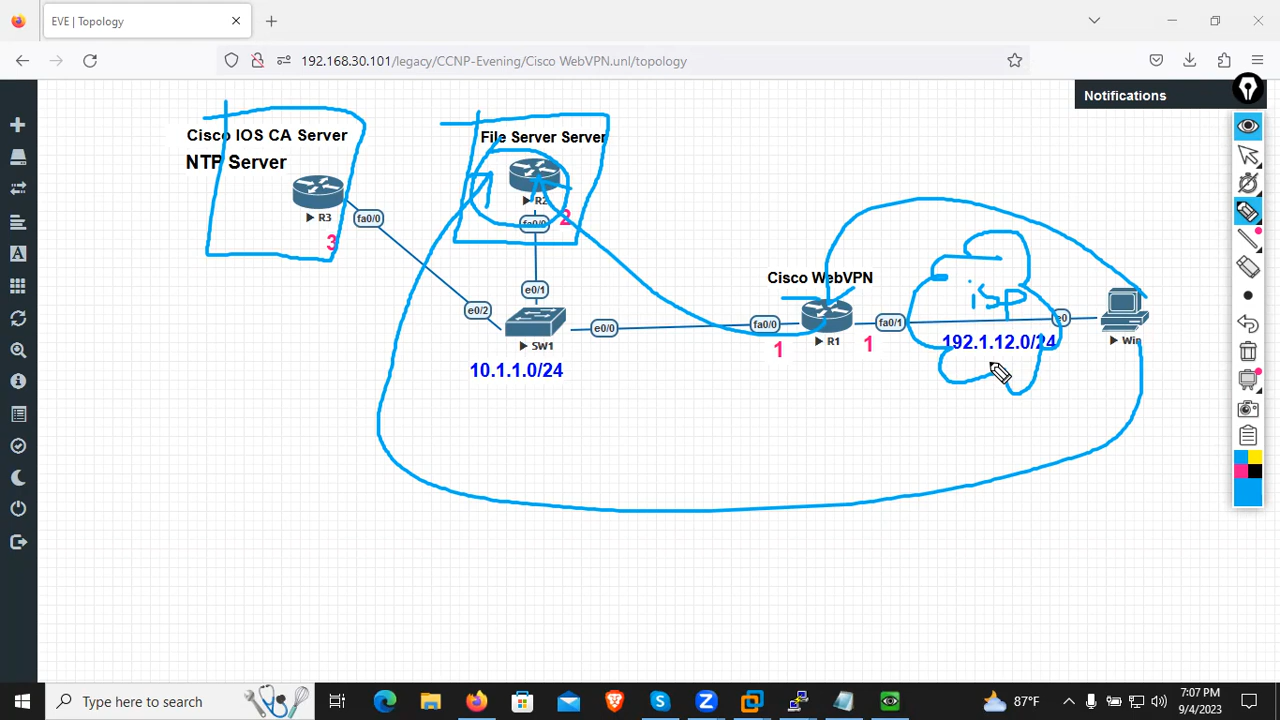 EVE | Topology
192.168.30.101/legacy/CCNP-Evening/Cisco WebVPN.unl/topology
Notifications
Cisco IOS CA Server
NTP Server
File Server Server
R3
fa0/0
3
R2
fa0/0
2
e0/1
e0/2
SW1
e0/0
10.1.1.0/24
Cisco WebVPN
fa0/0
R1
fa0/1
1
1
isp
192.1.12.0/24
e0
Win
Type here to search
87°F
7:07 PM
9/4/2023